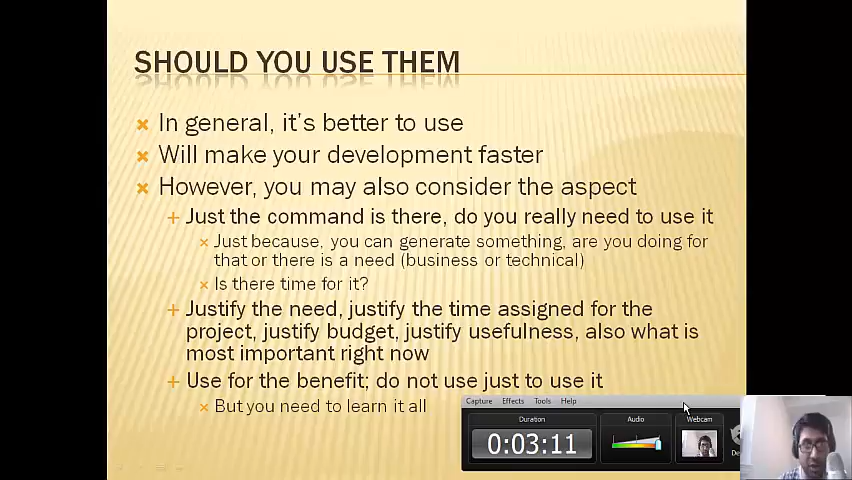 SHOULD YOU USE THEM
In general, it's better to use
Will make your development faster
However, you may also consider the aspect
Just the command is there, do you really need to use it
Just because, you can generate something, are you doing for
that or there is a need (business or technical)
Is there time for it?
Justify the need, justify the time assigned for the
project, justify budget, justify usefulness, also what is
most important right now
Use for the benefit; do not use just to use it
But you need to learn it all
Capture Effects Tools Help
Duration Audio Webcam
0:03:11